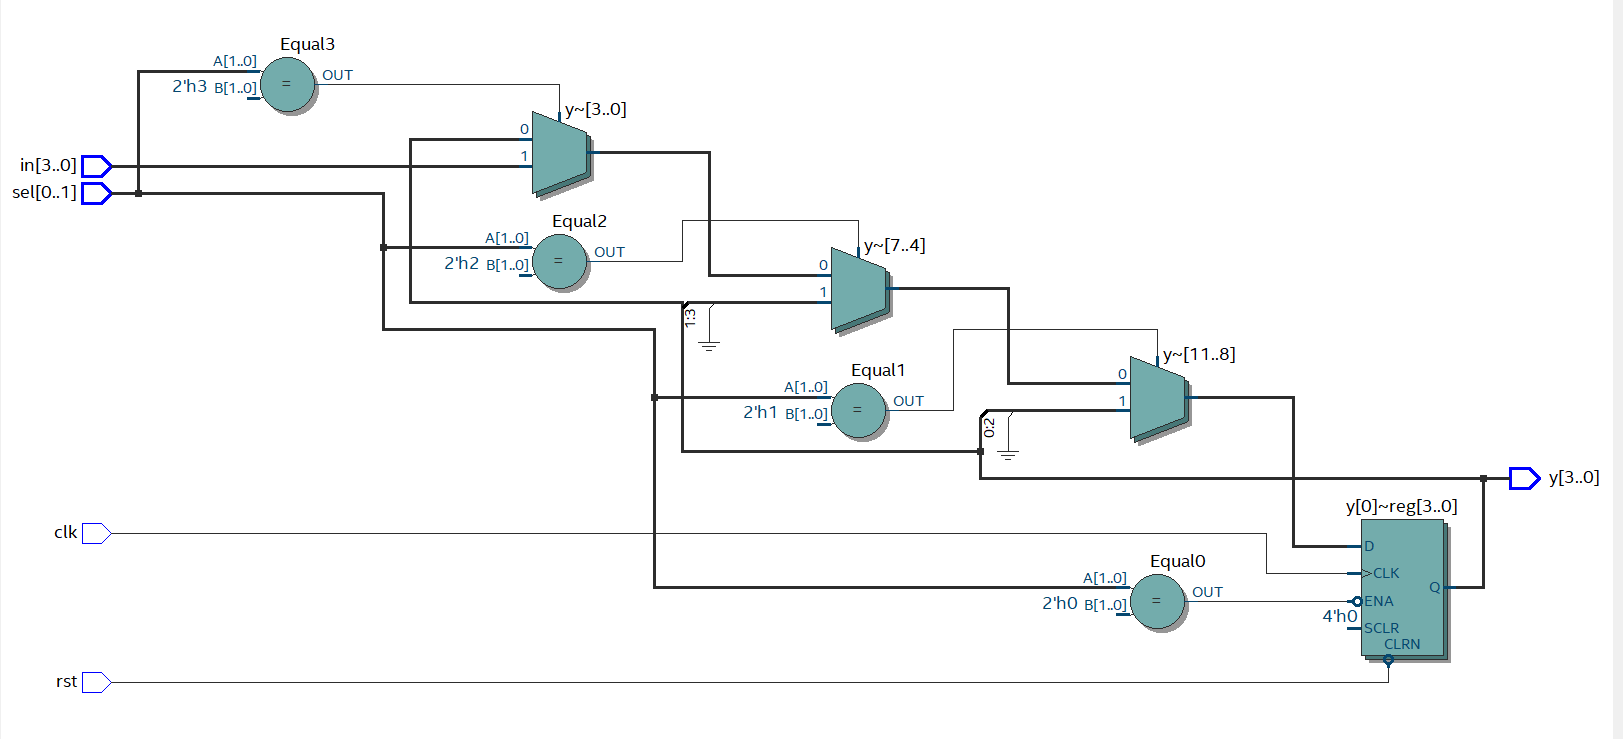 Equal3
A[1..0]
2'h3 B[1..0]
=
OUT
y~[3..0]
0
1
in[3..0]
sel[0..1]
Equal2
A[1..0]
2'h2 B[1..0]
=
OUT
y~[7..4]
0
1
1:3
Equal1
A[1..0]
2'h1 B[1..0]
=
OUT
y~[11..8]
0
1
0:2
y[3..0]
y[0]~reg[3..0]
clk
D
CLK
Q
Equal0
A[1..0]
2'h0 B[1..0]
=
OUT
ENA
4'h0
SCLR
CLRN
rst